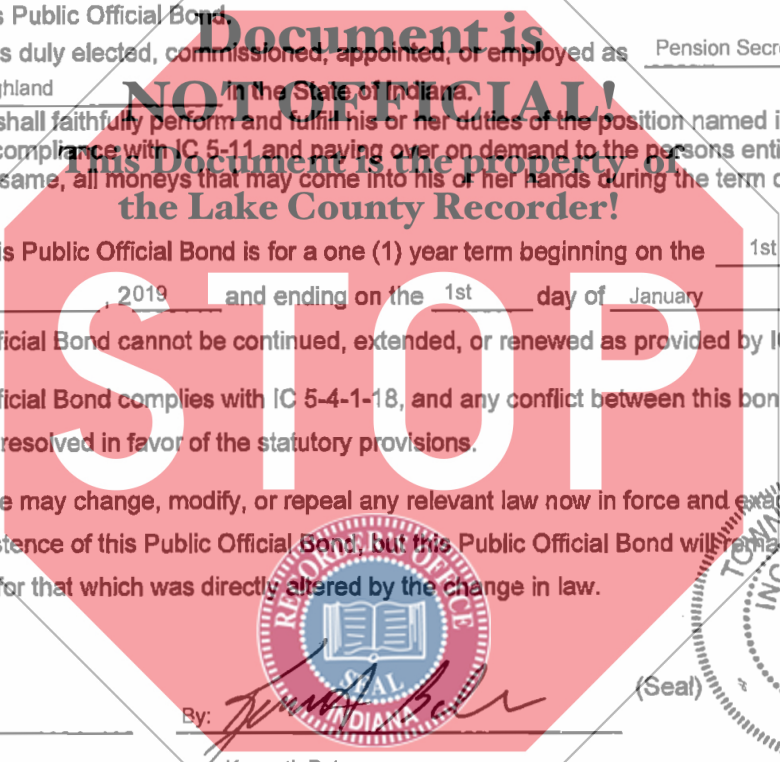 s Public Official Bond.
Document is
s duly elected, commissioned, appointed, or employed as Pension Secre
ghland in the State of Indiana.
NOT OFFICIAL!
shall faithfully perform and fulfill his or her duties of the position named i
compliance with IC 5-11 and paying over on demand to the persons enti
This Document is the property of
same, all moneys that may come into his or her hands during the term o
the Lake County Recorder!
is Public Official Bond is for a one (1) year term beginning on the 1st
, 2019 and ending on the 1st day of January
STOP
ficial Bond cannot be continued, extended, or renewed as provided by I
ficial Bond complies with IC 5-4-1-18, and any conflict between this bon
resolved in favor of the statutory provisions.
e may change, modify, or repeal any relevant law now in force and exa
stence of this Public Official Bond, but this Public Official Bond will rema
for that which was directly altered by the change in law.
RECORDER'S OFFICE
SEAL
INDIANA
TOWN
INC
(Seal)
By: